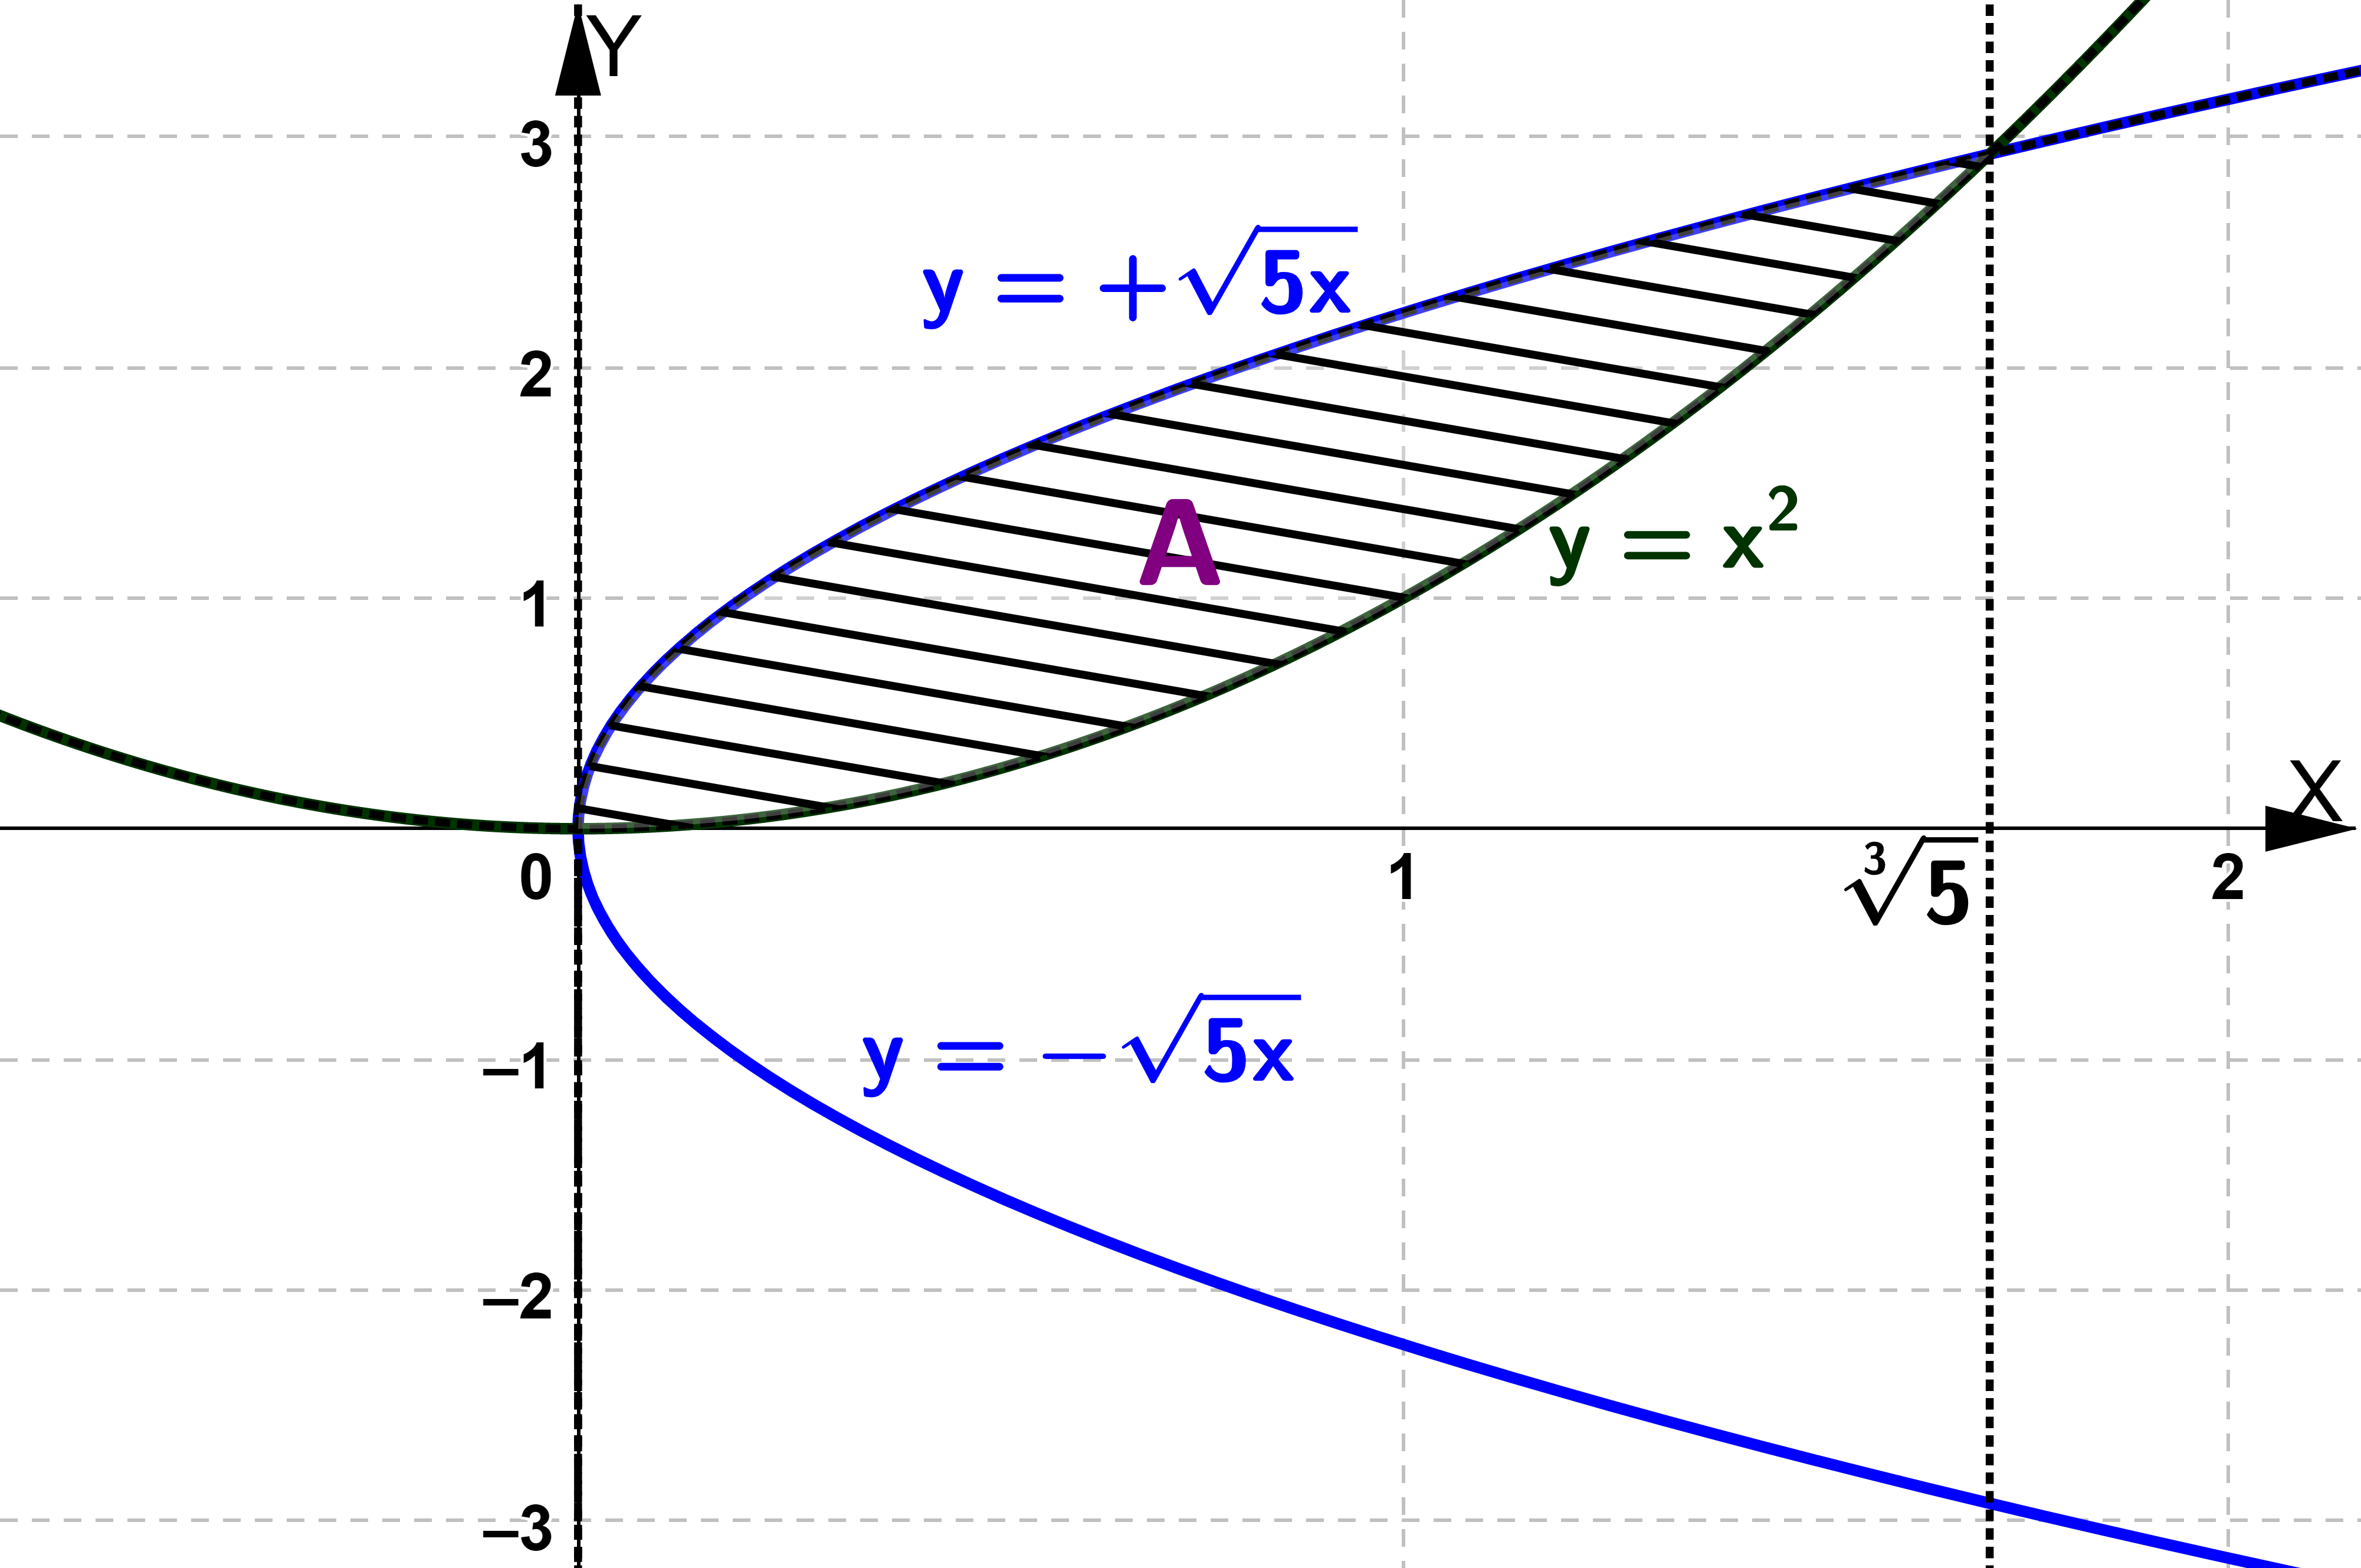 Y
3
y = +√5x
2
A
y = x²
1
X
0
1
∛5
2
−1
y = −√5x
−2
−3